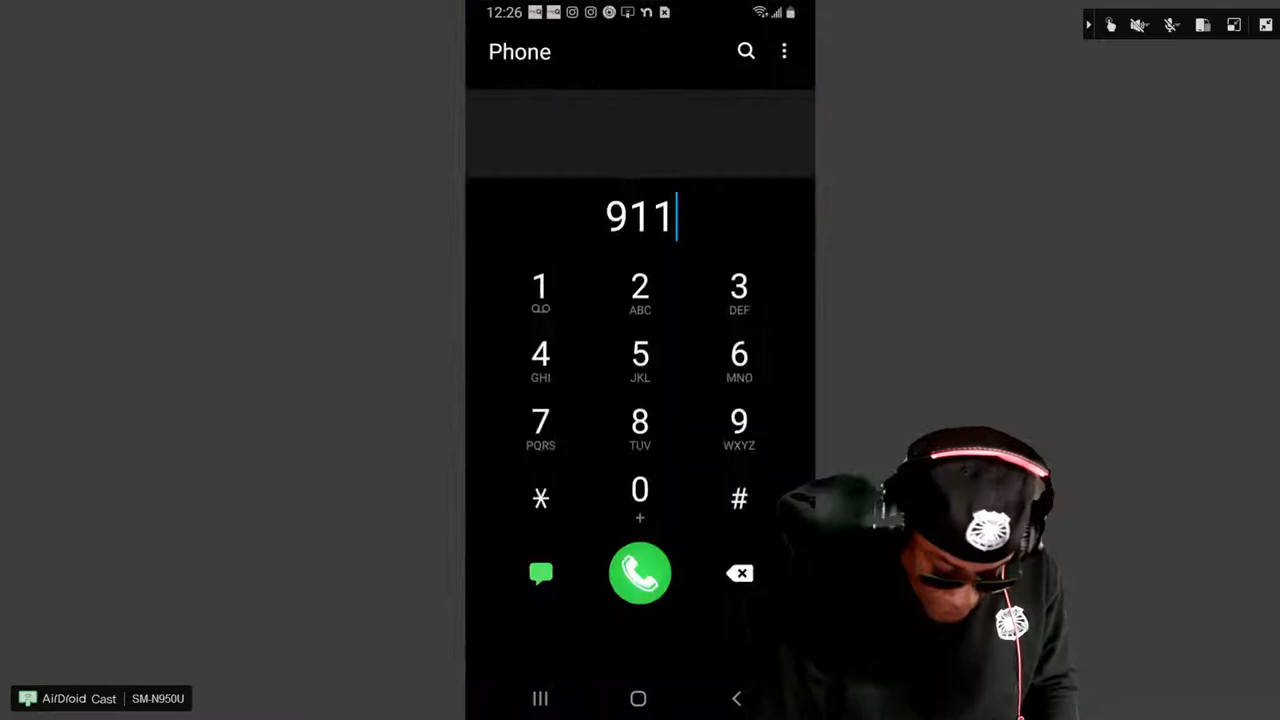 12:26
Phone
911
1
2
ABC
3
DEF
4
GHI
5
JKL
6
MNO
7
PQRS
8
TUV
9
WXYZ
*
0
+
#
AirDroid Cast | SM-N950U